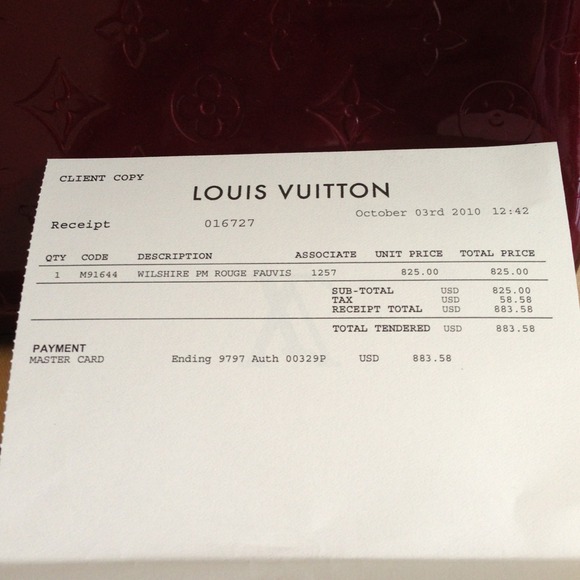 CLIENT COPY
LOUIS VUITTON
Receipt 016727 October 03rd 2010 12:42
QTY CODE DESCRIPTION ASSOCIATE UNIT PRICE TOTAL PRICE
1 M91644 WILSHIRE PM ROUGE FAUVIS 1257 825.00 825.00
SUB-TOTAL USD 825.00
TAX USD 58.58
RECEIPT TOTAL USD 883.58
TOTAL TENDERED USD 883.58
PAYMENT
MASTER CARD Ending 9797 Auth 00329P USD 883.58